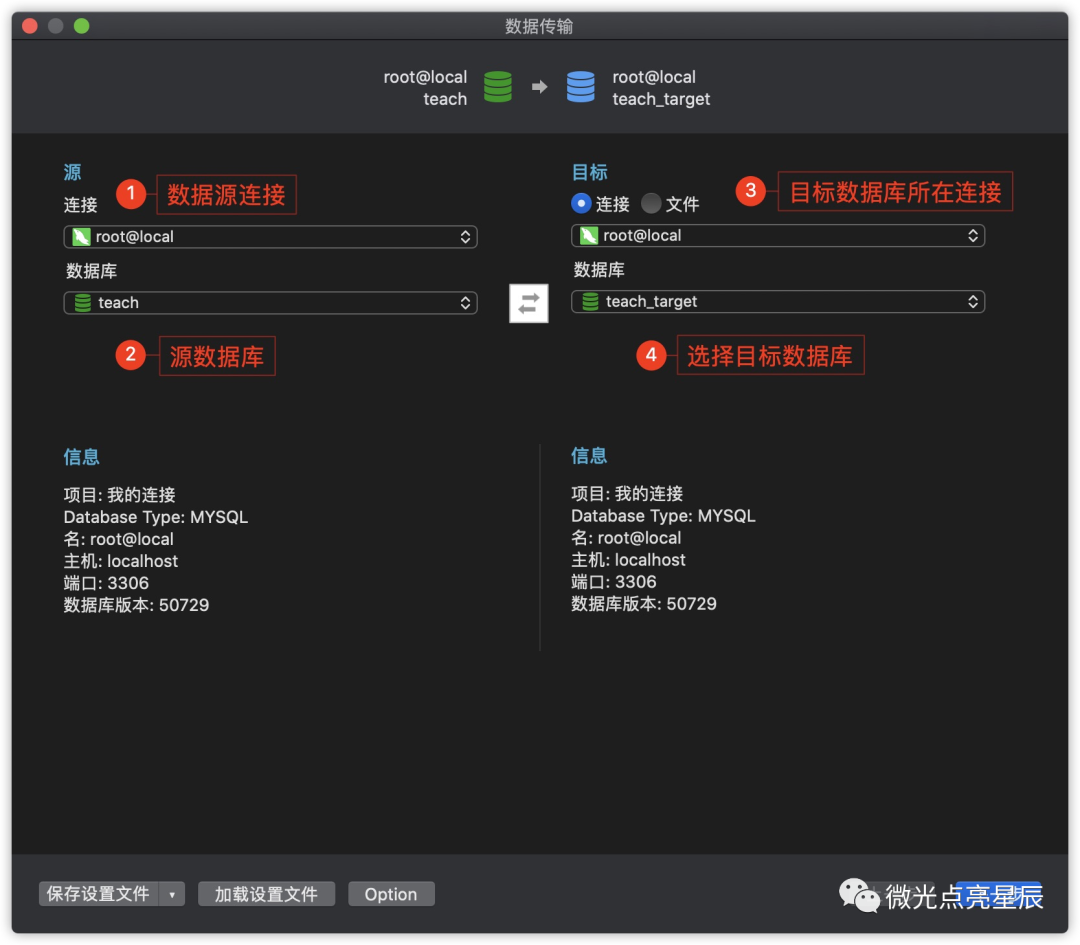 数据传输
root@local
teach
root@local
teach_target
源
连接
1 数据源连接
root@local
数据库
teach
2 源数据库
目标
连接 文件
3 目标数据库所在连接
root@local
数据库
teach_target
4 选择目标数据库
信息
项目: 我的连接
Database Type: MYSQL
名: root@local
主机: localhost
端口: 3306
数据库版本: 50729
信息
项目: 我的连接
Database Type: MYSQL
名: root@local
主机: localhost
端口: 3306
数据库版本: 50729
保存设置文件 加载设置文件 Option
微光点亮星辰